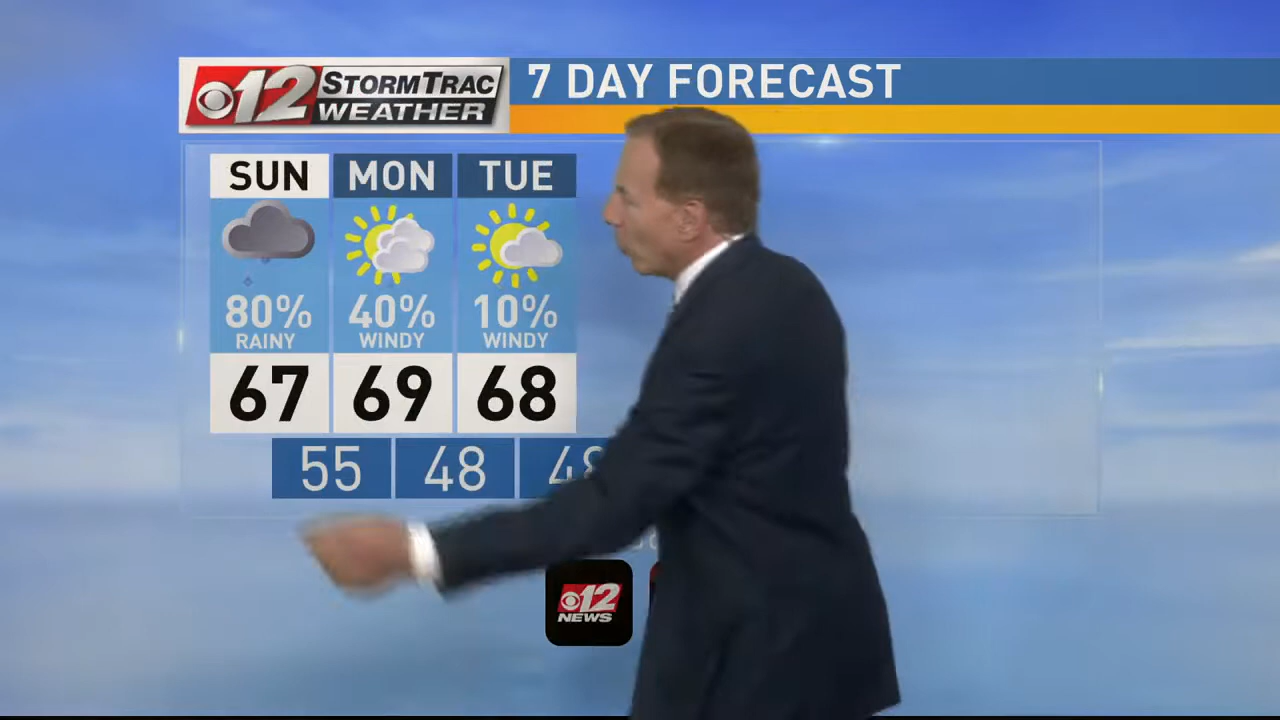 12 STORMTRAC
WEATHER
7 DAY FORECAST
SUN MON TUE
80% 40% 10%
RAINY WINDY WINDY
67 69 68
55 48 48
12
NEWS